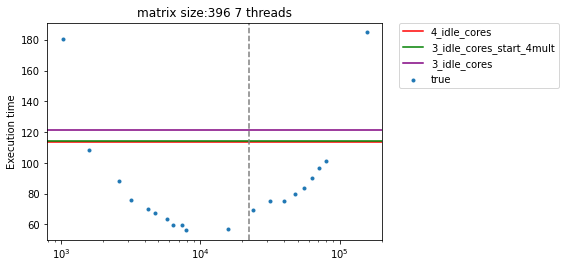 matrix size:396 7 threads
Execution time
180
160
140
120
100
80
60
10³
10⁴
10⁵
4_idle_cores
3_idle_cores_start_4mult
3_idle_cores
true